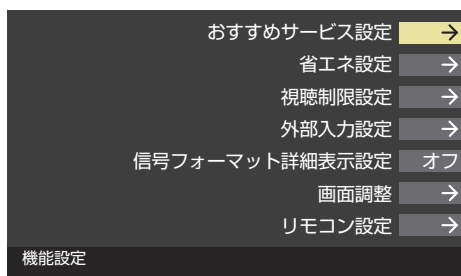 おすすめサービス設定 →
省エネ設定 →
視聴制限設定 →
外部入力設定 →
信号フォーマット詳細表示設定 オフ
画面調整 →
リモコン設定 →
機能設定